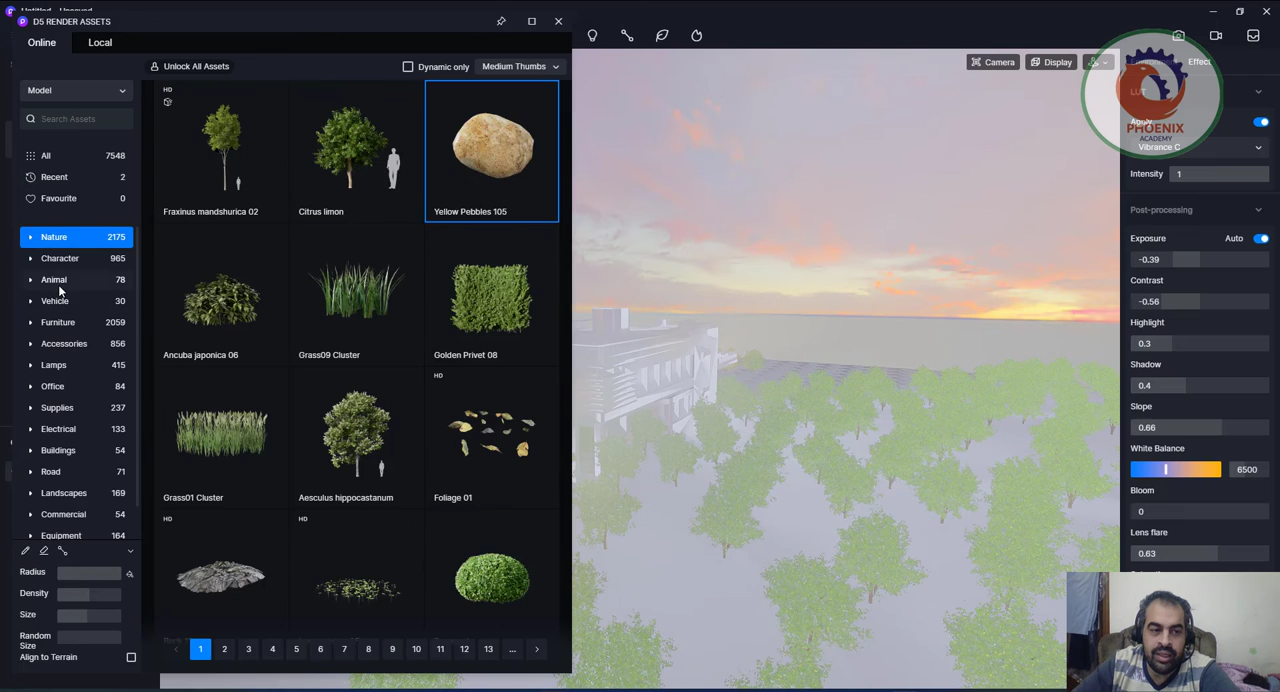 D5 RENDER ASSETS
Online
Local
Unlock All Assets
Dynamic only
Medium Thumbs
Model
Search Assets
All 7548
Recent 2
Favourite 0
Nature 2175
Character 965
Animal 78
Vehicle 30
Furniture 2059
Accessories 856
Lamps 415
Office 84
Supplies 237
Electrical 133
Buildings 54
Road 71
Landscapes 169
Commercial 54
Equipment 164
Radius
Density
Size
Random
Size
Align to Terrain
HD
Fraxinus mandshurica 02
Citrus limon
Yellow Pebbles 105
Ancuba japonica 06
Grass09 Cluster
Golden Privet 08
HD
Grass01 Cluster
Aesculus hippocastanum
Foliage 01
HD
HD
1 2 3 4 5 6 7 8 9 10 11 12 13 ...
Camera
Display
Effect
LUT
PHOENIX
ACADEMY
Vibrance C
Intensity 1
Post-processing
Exposure Auto
-0.39
Contrast
-0.56
Highlight
0.3
Shadow
0.4
Slope
0.66
White Balance
6500
Bloom
0
Lens flare
0.63